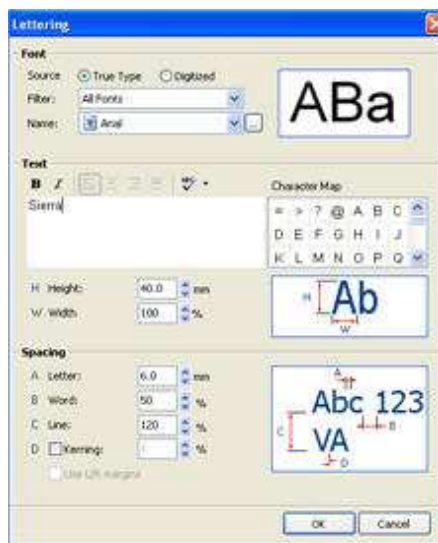 Lettering
Font
Source True Type Digitized
Filter: All Fonts
Name: Arial ...
ABa
Text
B I
Sierra
Character Map
= > ? @ A B C
D E F G H I J
K L M N O P Q
H Height: 40.0 mm
W Width 100 %
H Ab
W
Spacing
A Letter: 6.0 mm
B Word: 50 %
C Line: 120 %
D Kerning: %
Use L/R margins
A
Abc 123
C B
VA
D
OK Cancel